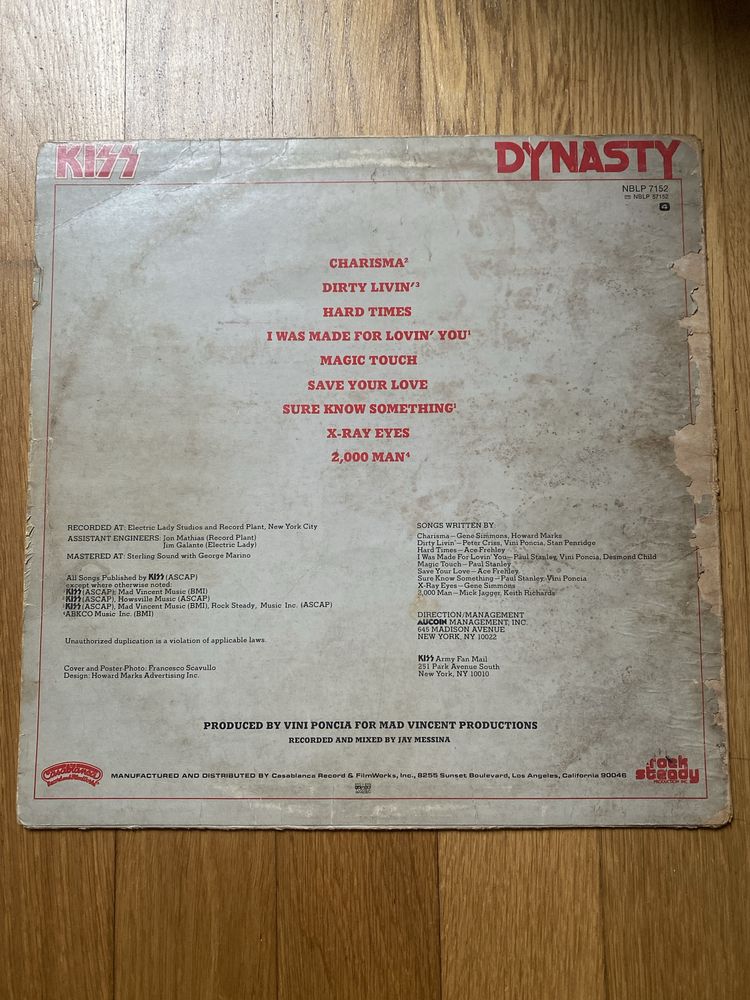 KISS
DYNASTY
NBLP 7152
NBLP 57152
4
CHARISMA²
DIRTY LIVIN'³
HARD TIMES
I WAS MADE FOR LOVIN' YOU¹
MAGIC TOUCH
SAVE YOUR LOVE
SURE KNOW SOMETHING¹
X-RAY EYES
2,000 MAN⁴
RECORDED AT: Electric Lady Studios and Record Plant, New York City
ASSISTANT ENGINEERS: Jon Mathias (Record Plant)
Jim Galante (Electric Lady)
MASTERED AT: Sterling Sound with George Marino
All Songs Published by KISS (ASCAP)
except where otherwise noted:
KISS (ASCAP), Mad Vincent Music (BMI)
KISS (ASCAP), Howsville Music (ASCAP)
KISS (ASCAP), Mad Vincent Music (BMI), Rock Steady, Music Inc. (ASCAP)
ABKCO Music Inc. (BMI)
Unauthorized duplication is a violation of applicable laws.
Cover and Poster Photo: Francesco Scavullo
Design: Howard Marks Advertising Inc.
SONGS WRITTEN BY
Charisma—Gene Simmons, Howard Marks
Dirty Livin'—Peter Criss, Vini Poncia, Stan Penridge
Hard Times—Ace Frehley
I Was Made For Lovin' You—Paul Stanley, Vini Poncia, Desmond Child
Magic Touch—Paul Stanley
Save Your Love—Ace Frehley
Sure Know Something—Paul Stanley, Vini Poncia
X-Ray Eyes—Gene Simmons
2,000 Man—Mick Jagger, Keith Richards
DIRECTION/MANAGEMENT
AUCOIN MANAGEMENT, INC.
645 MADISON AVENUE
NEW YORK, NY 10022
KISS Army Fan Mail
251 Park Avenue South
New York, NY 10010
PRODUCED BY VINI PONCIA FOR MAD VINCENT PRODUCTIONS
RECORDED AND MIXED BY JAY MESSINA
Casablanca
MANUFACTURED AND DISTRIBUTED BY Casablanca Record & FilmWorks, Inc., 8255 Sunset Boulevard, Los Angeles, California 90046
rock
steady
PRODUCTION INC.